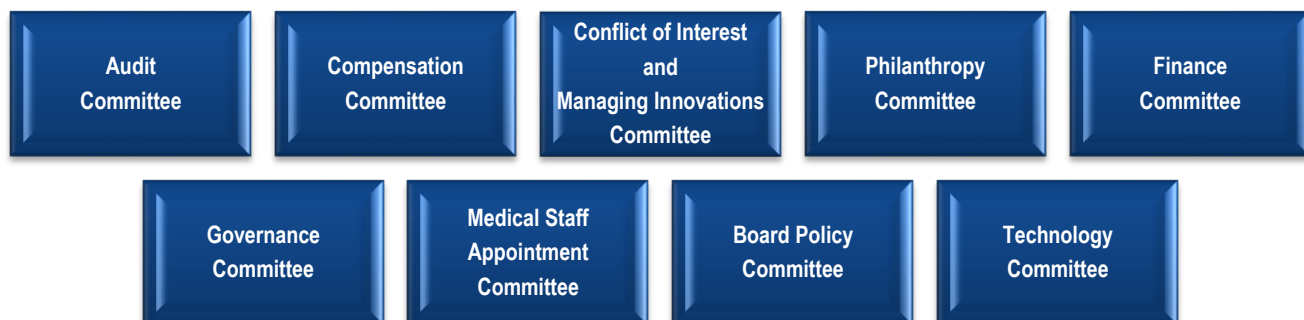 Audit
Committee
Compensation
Committee
Conflict of Interest
and
Managing Innovations
Committee
Philanthropy
Committee
Finance
Committee
Governance
Committee
Medical Staff
Appointment
Committee
Board Policy
Committee
Technology
Committee